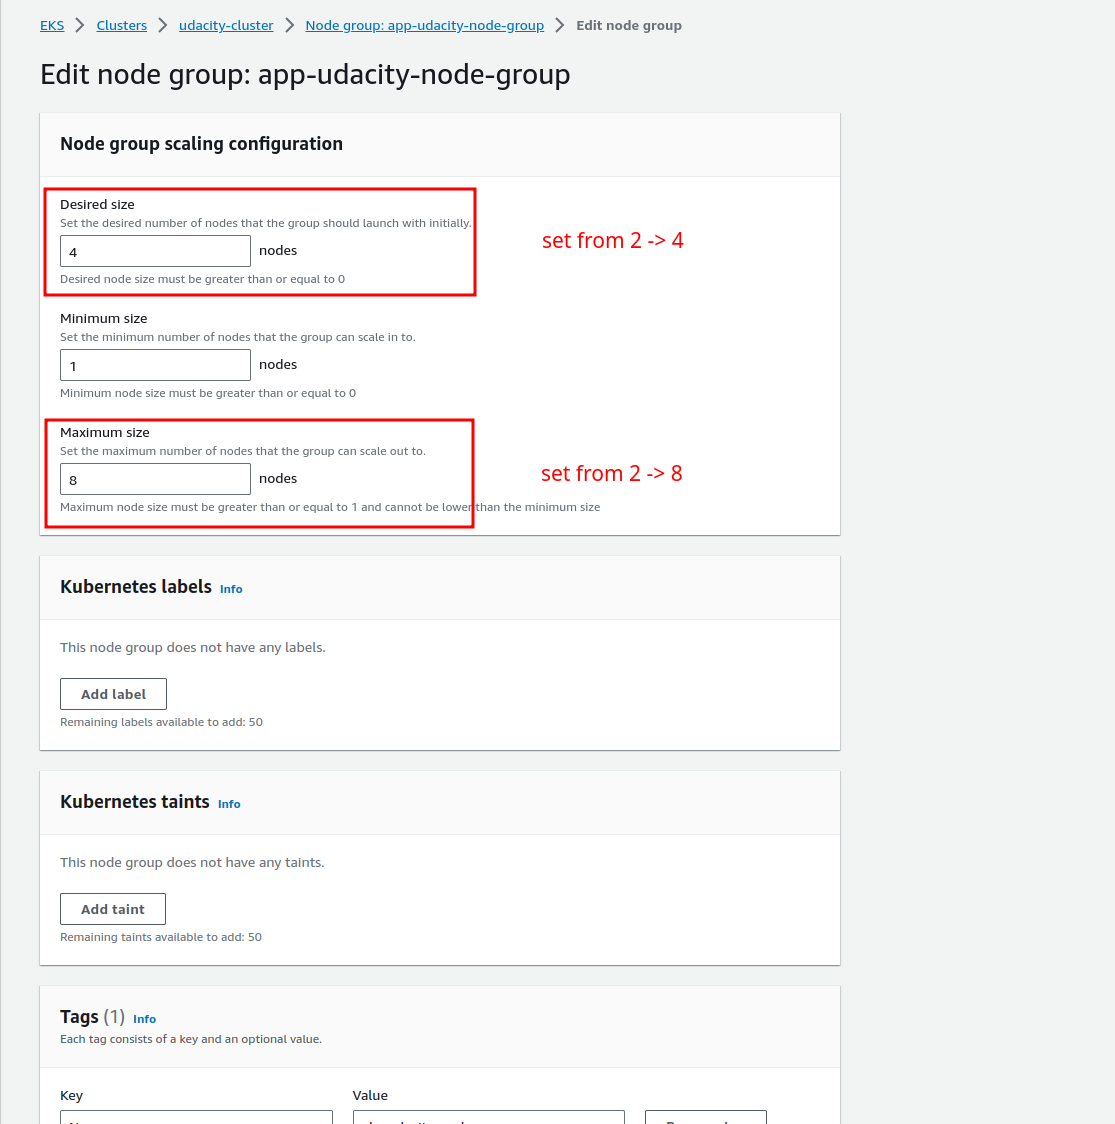 EKS > Clusters > udacity-cluster > Node group: app-udacity-node-group > Edit node group
Edit node group: app-udacity-node-group
Node group scaling configuration
Desired size
Set the desired number of nodes that the group should launch with initially.
4 nodes
set from 2 -> 4
Desired node size must be greater than or equal to 0
Minimum size
Set the minimum number of nodes that the group can scale in to.
1 nodes
Minimum node size must be greater than or equal to 0
Maximum size
Set the maximum number of nodes that the group can scale out to.
8 nodes
set from 2 -> 8
Maximum node size must be greater than or equal to 1 and cannot be lower than the minimum size
Kubernetes labels Info
This node group does not have any labels.
Add label
Remaining labels available to add: 50
Kubernetes taints Info
This node group does not have any taints.
Add taint
Remaining taints available to add: 50
Tags (1) Info
Each tag consists of a key and an optional value.
Key Value